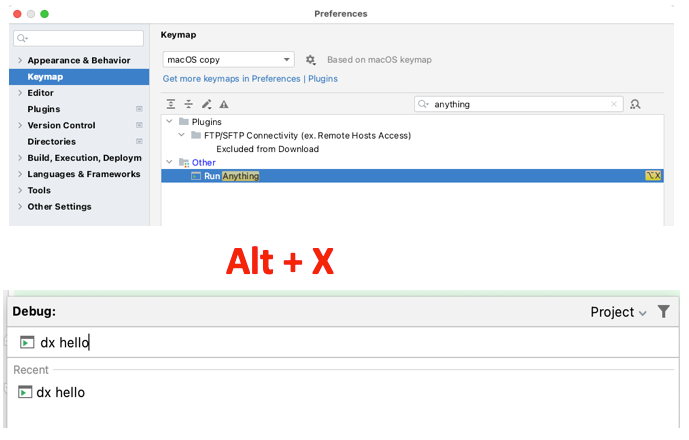 Preferences
Keymap
Appearance & Behavior
Keymap
Editor
Plugins
Version Control
Directories
Build, Execution, Deploym
Languages & Frameworks
Tools
Other Settings
macOS copy
Based on macOS keymap
Get more keymaps in Preferences | Plugins
anything
Plugins
FTP/SFTP Connectivity (ex. Remote Hosts Access)
Excluded from Download
Other
Run Anything ⌥X
Alt + X
Debug: Project
dx hello
Recent
dx hello